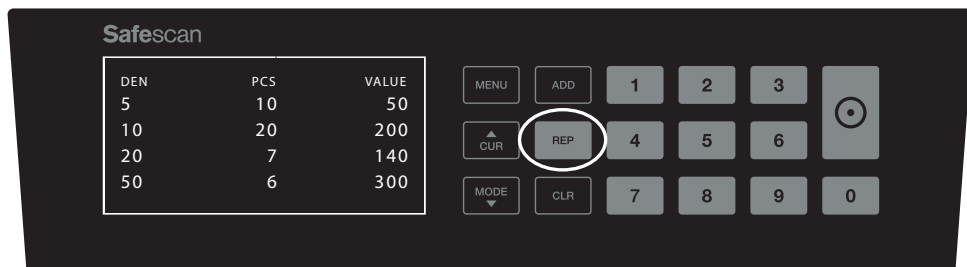 Safescan
DEN PCS VALUE
5 10 50
10 20 200
20 7 140
50 6 300
MENU ADD 1 2 3
CUR REP 4 5 6
MODE CLR 7 8 9 0